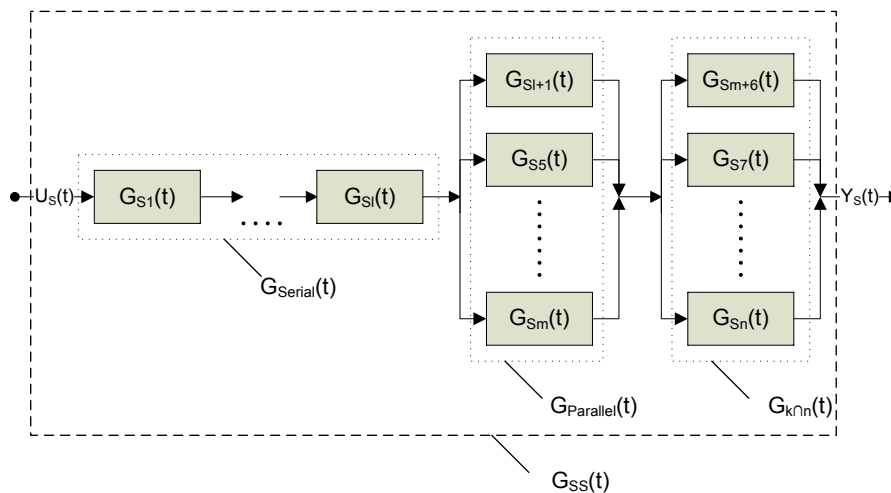 G_Sl+1(t)
G_Sm+6(t)
G_S5(t)
G_S7(t)
U_S(t)
G_S1(t)
....
G_Sl(t)
Y_S(t)
G_Serial(t)
G_Sm(t)
G_Sn(t)
G_Parallel(t)
G_k∩n(t)
G_SS(t)